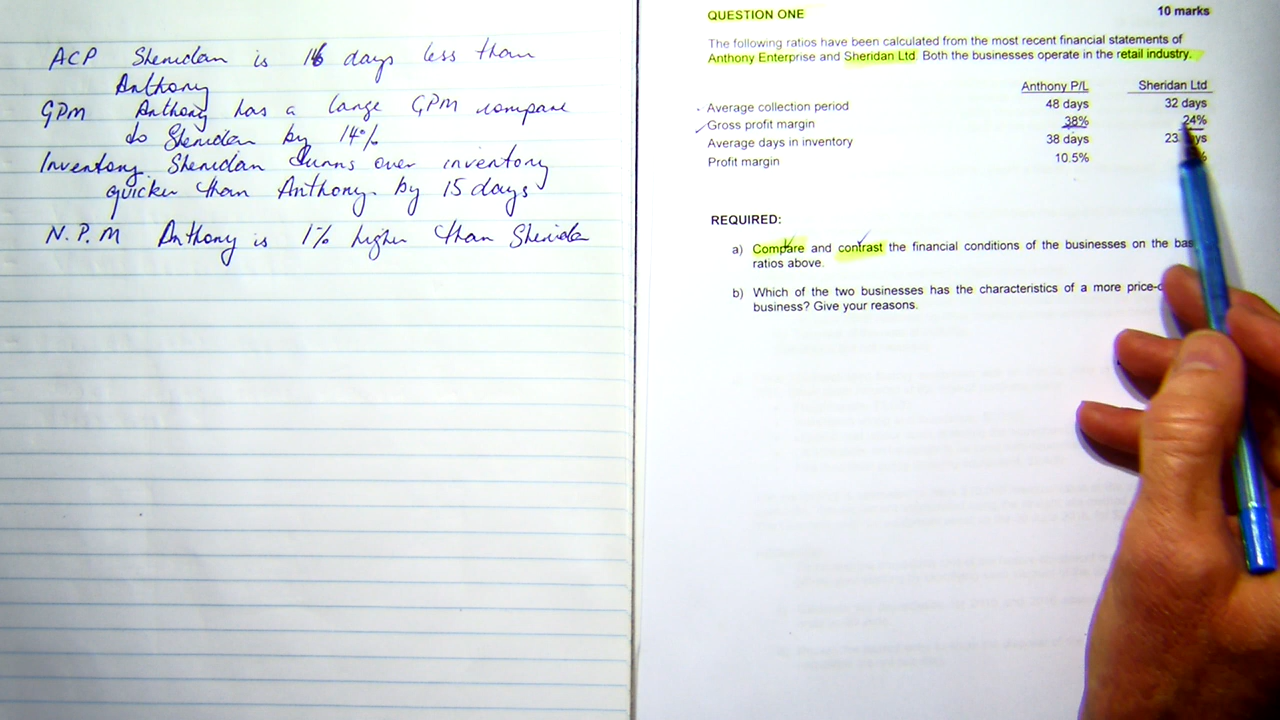 ACP Sheridan is 16 days less than
Anthony
GPM Anthony has a large GPM compare
to Sheridan by 14%
Inventory Sheridan turns over inventory
quicker than Anthony by 15 days
N.P.M Anthony is 1% higher than Sherida
QUESTION ONE 10 marks
The following ratios have been calculated from the most recent financial statements of
Anthony Enterprise and Sheridan Ltd. Both the businesses operate in the retail industry.
Anthony P/L Sheridan Ltd
Average collection period 48 days 32 days
Gross profit margin 38% 24%
Average days in inventory 38 days 23
Profit margin 10.5% %
REQUIRED:
a) Compare and contrast the financial conditions of the businesses on the
ratios above.
b) Which of the two businesses has the characteristics of a more
business? Give your reasons.